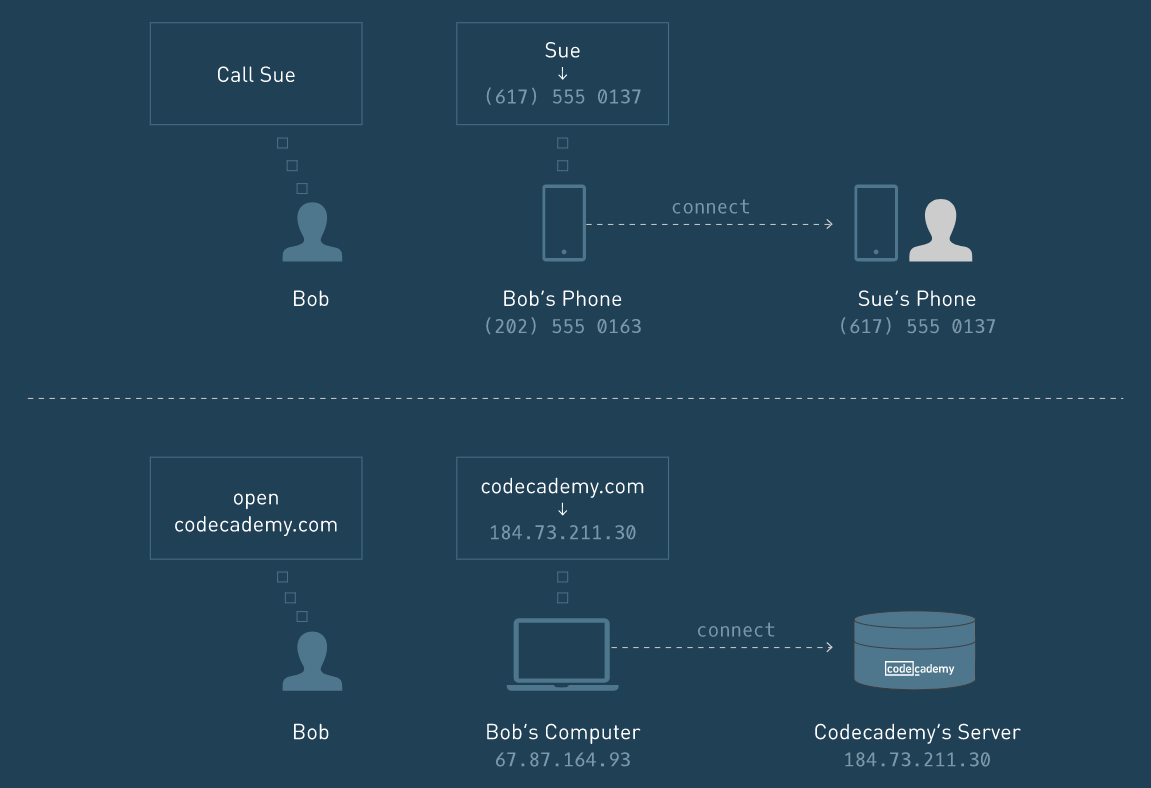 Call Sue
Sue
↓
(617) 555 0137
connect
Bob
Bob's Phone
(202) 555 0163
Sue's Phone
(617) 555 0137
open
codecademy.com
codecademy.com
↓
184.73.211.30
connect
codecademy
Bob
Bob's Computer
67.87.164.93
Codecademy's Server
184.73.211.30